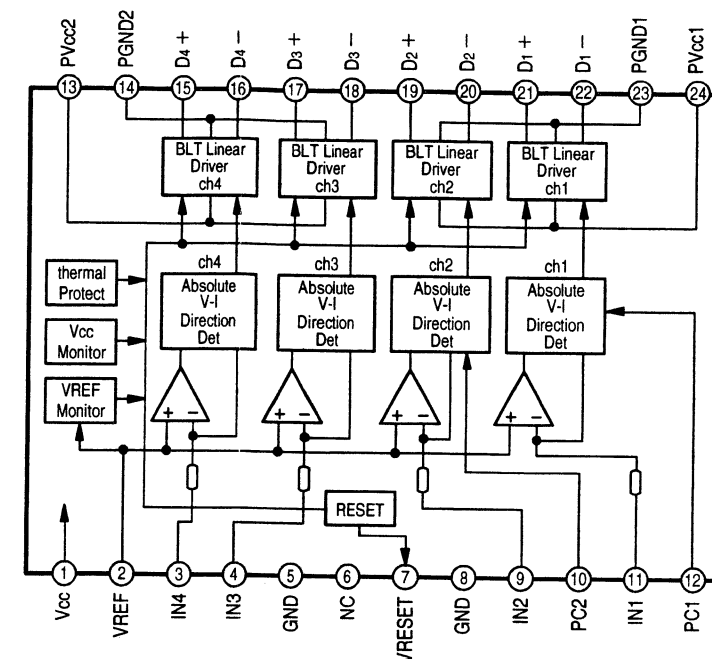 PVcc2
PGND2
D4+
D4−
D3+
D3−
D2+
D2−
D1+
D1−
PGND1
PVcc1
13
14
15
16
17
18
19
20
21
22
23
24
BLT Linear
Driver
ch4
BLT Linear
Driver
ch3
BLT Linear
Driver
ch2
BLT Linear
Driver
ch1
thermal
Protect
Vcc
Monitor
VREF
Monitor
ch4
Absolute
V-I
Direction
Det
ch3
Absolute
V-I
Direction
Det
ch2
Absolute
V-I
Direction
Det
ch1
Absolute
V-I
Direction
Det
+ −
+ −
+ −
+ −
RESET
1
2
3
4
5
6
7
8
9
10
11
12
Vcc
VREF
IN4
IN3
GND
NC
VRESET
GND
IN2
PC2
IN1
PC1